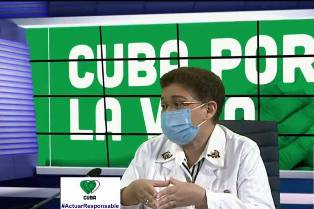 CUBA POR
LA V
CUBA
#ActuarResponsable